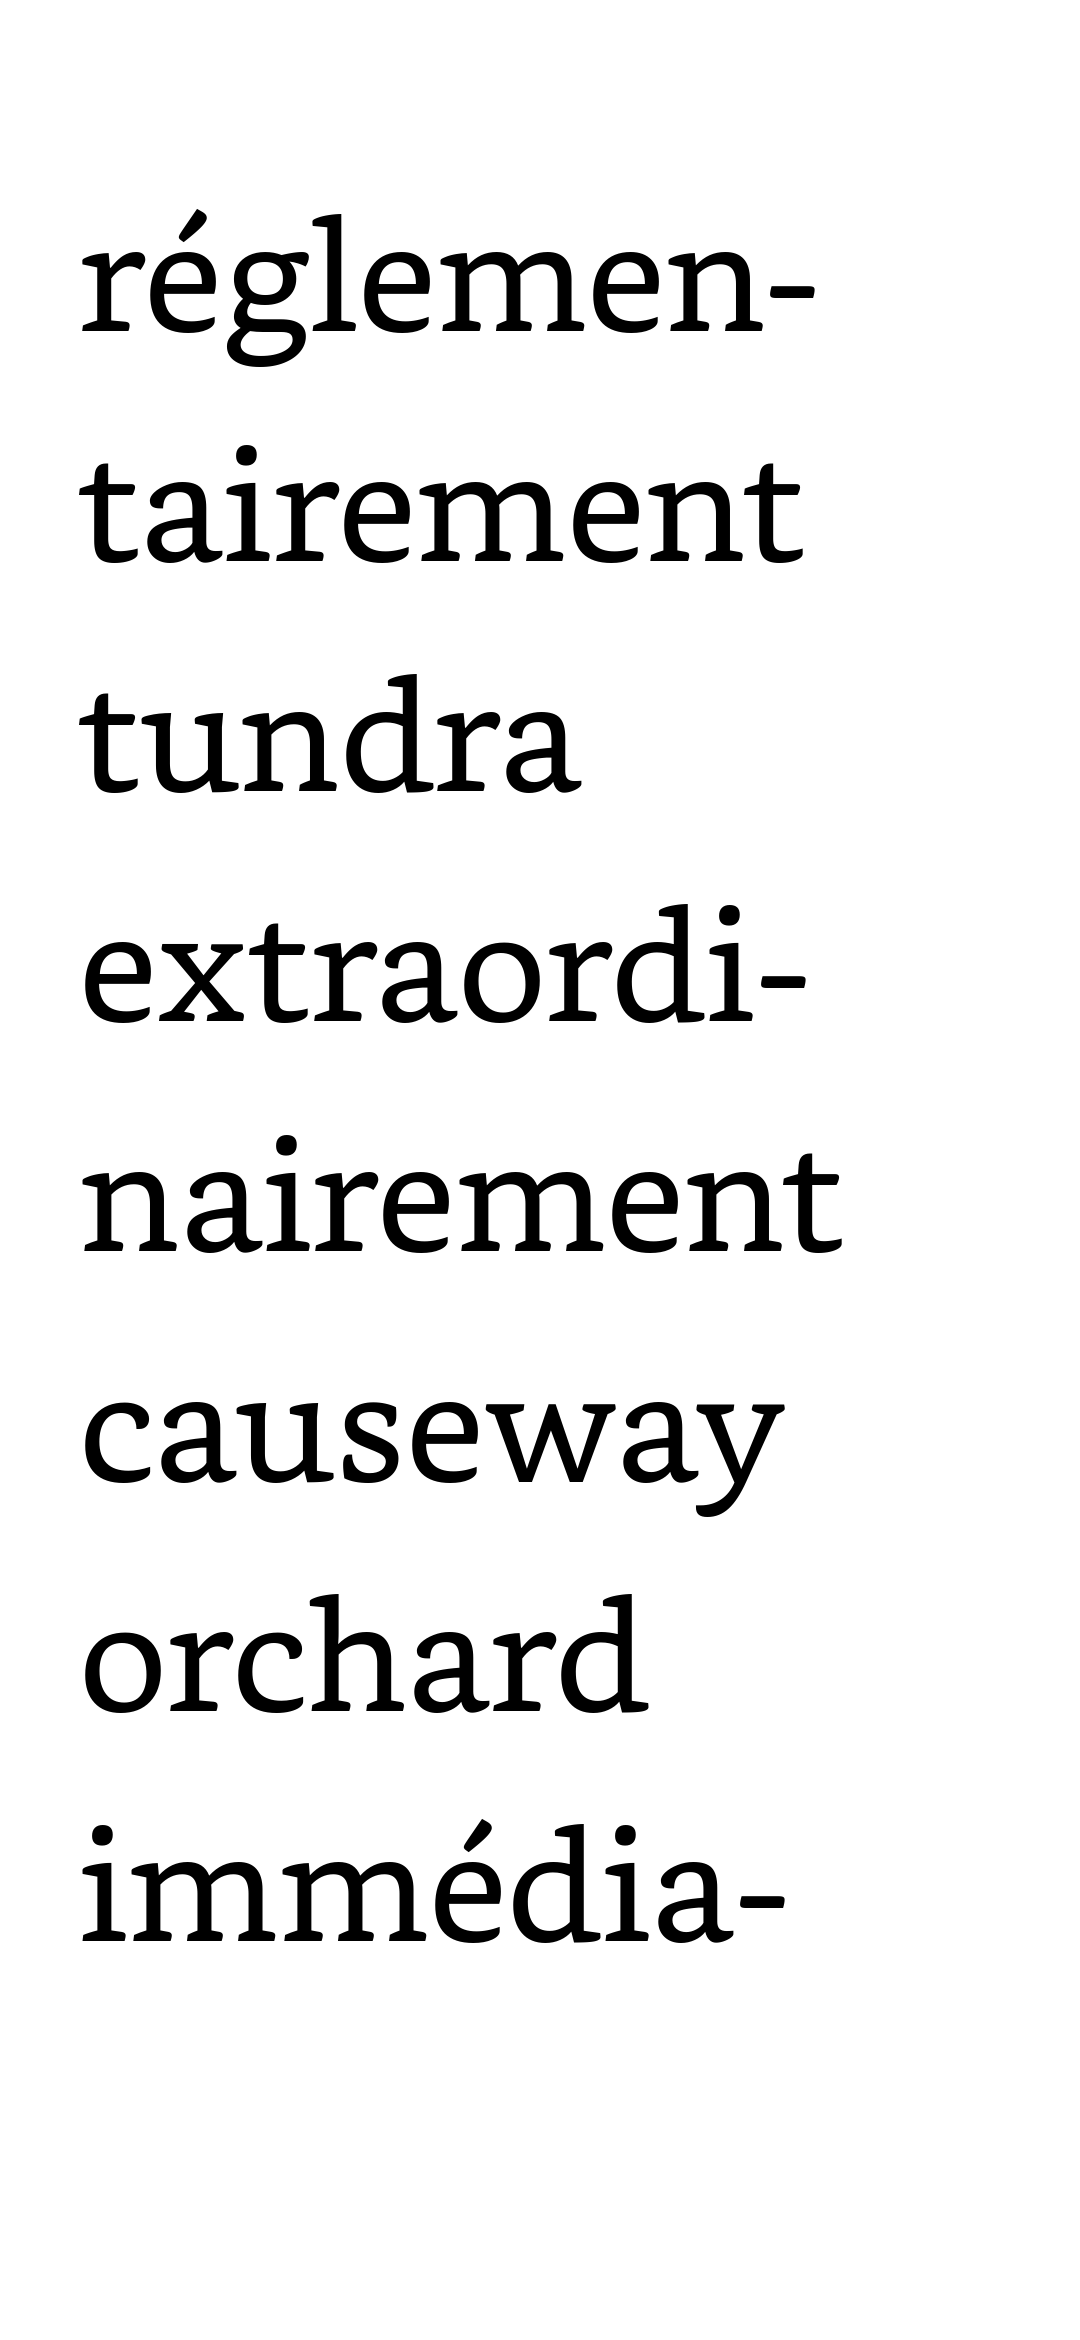 réglemen-
tairement
tundra
extraordi-
nairement
causeway
orchard
immédia-